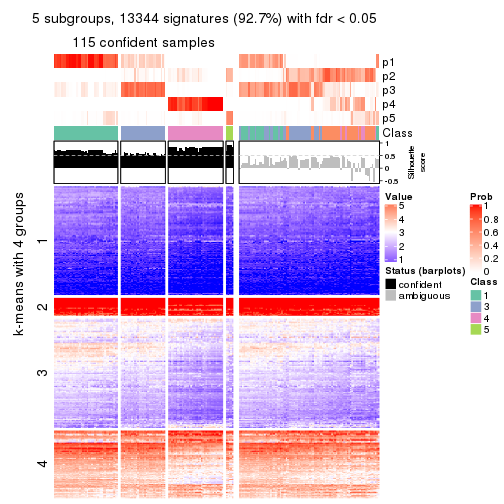 5 subgroups, 13344 signatures (92.7%) with fdr < 0.05
115 confident samples
p1
p2
p3
p4
p5
Class
1
0.5
0
-0.5
Silhouette
score
k-means with 4 groups
1
2
3
4
Value
5
4
3
2
1
Status (barplots)
confident
ambiguous
Prob
1
0.8
0.6
0.4
0.2
0
Class
1
3
4
5